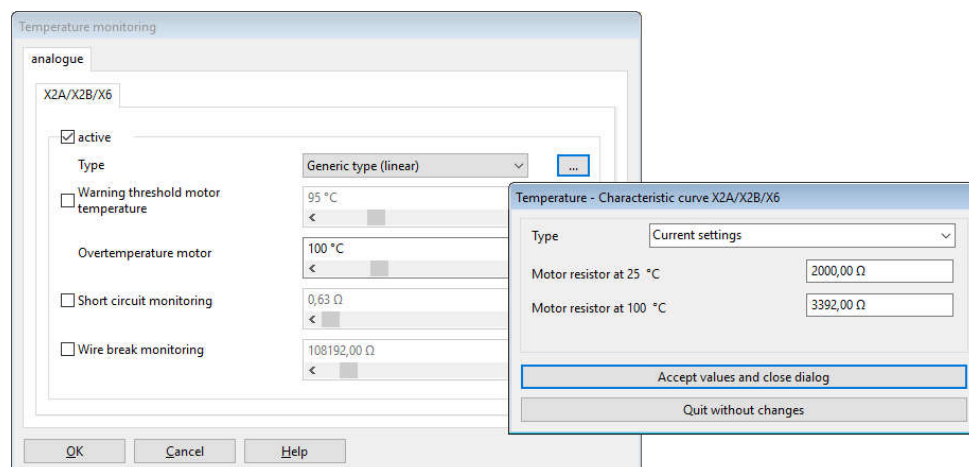 Temperature monitoring
analogue
X2A/X2B/X6
active
Type
Generic type (linear)
...
Warning threshold motor
temperature
95 °C
Overtemperature motor
100 °C
Short circuit monitoring
0,63 Ω
Wire break monitoring
108192,00 Ω
OK
Cancel
Help
Temperature - Characteristic curve X2A/X2B/X6
Type
Current settings
Motor resistor at 25 °C
2000,00 Ω
Motor resistor at 100 °C
3392,00 Ω
Accept values and close dialog
Quit without changes